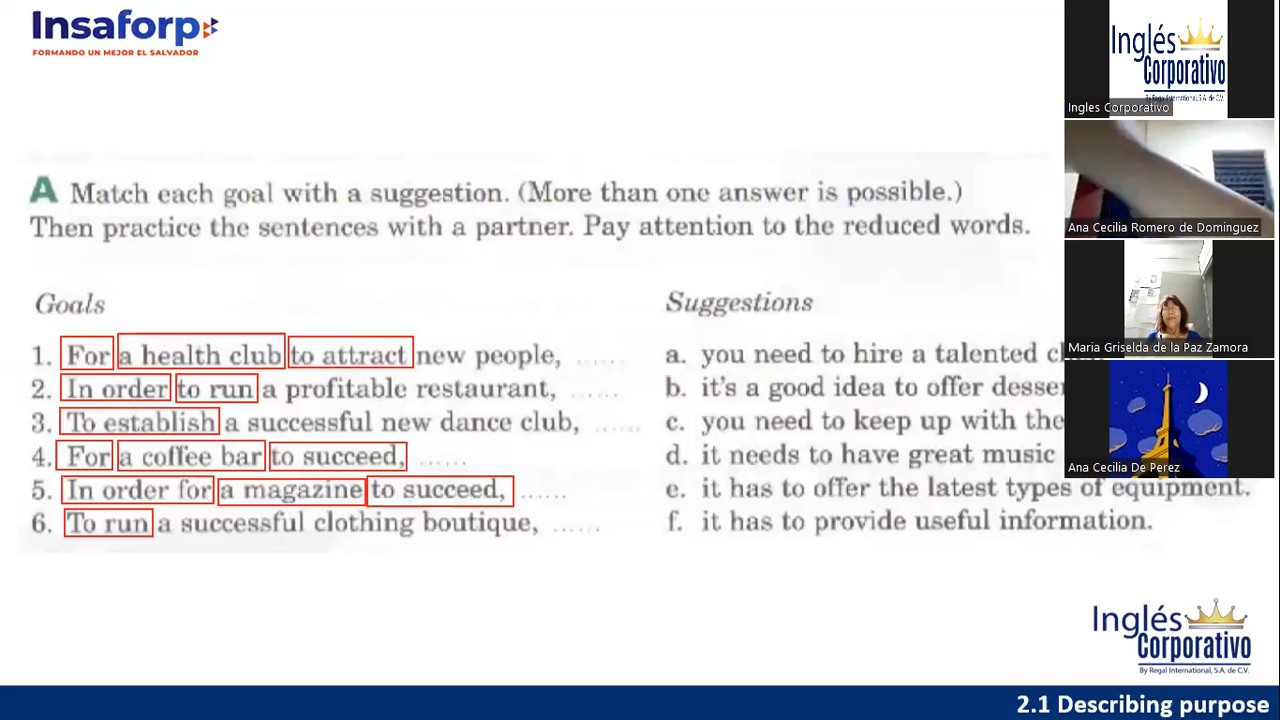 Insaforp
FORMANDO UN MEJOR EL SALVADOR
A Match each goal with a suggestion. (More than one answer is possible.)
Then practice the sentences with a partner. Pay attention to the reduced words.
Goals
1. For a health club to attract new people, ......
2. In order to run a profitable restaurant, ......
3. To establish a successful new dance club, ......
4. For a coffee bar to succeed, ......
5. In order for a magazine to succeed, ......
6. To run a successful clothing boutique, ......
Suggestions
a. you need to hire a talented
b. it's a good idea to offer
c. you need to keep up with the
d. it needs to have great music
e. it has to offer the latest types of equipment.
f. it has to provide useful information.
Inglés
Corporativo
By Regal International, S.A. de C.V.
Ingles Corporativo
Ana Cecilia Romero de Dominguez
Maria Griselda de la Paz Zamora
Ana Cecilia De Perez
Inglés
Corporativo
By Regal International, S.A. de C.V.
2.1 Describing purpose